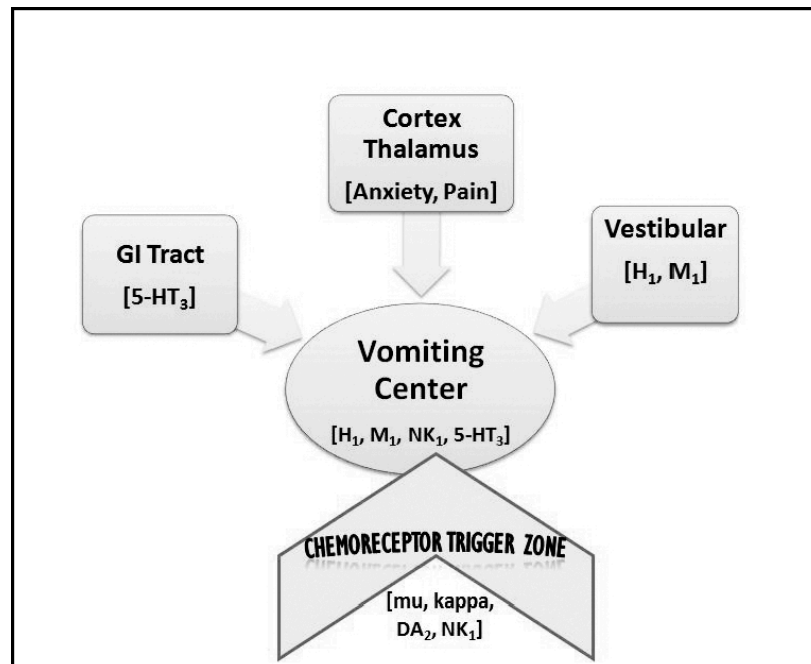 Cortex
Thalamus
[Anxiety, Pain]
GI Tract
[5-HT₃]
Vestibular
[H₁, M₁]
Vomiting
Center
[H₁, M₁, NK₁, 5-HT₃]
CHEMORECEPTOR TRIGGER ZONE
[mu, kappa,
DA₂, NK₁]